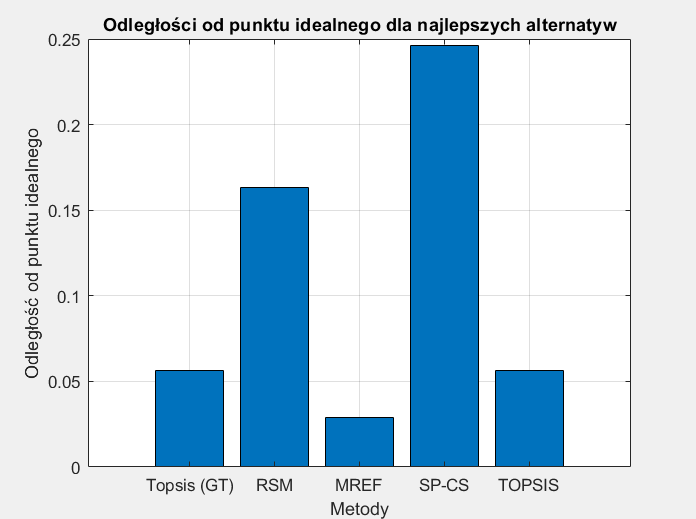 Odległości od punktu idealnego dla najlepszych alternatyw
Odległość od punktu idealnego
0.25
0.2
0.15
0.1
0.05
0
Topsis (GT) RSM MREF SP-CS TOPSIS
Metody